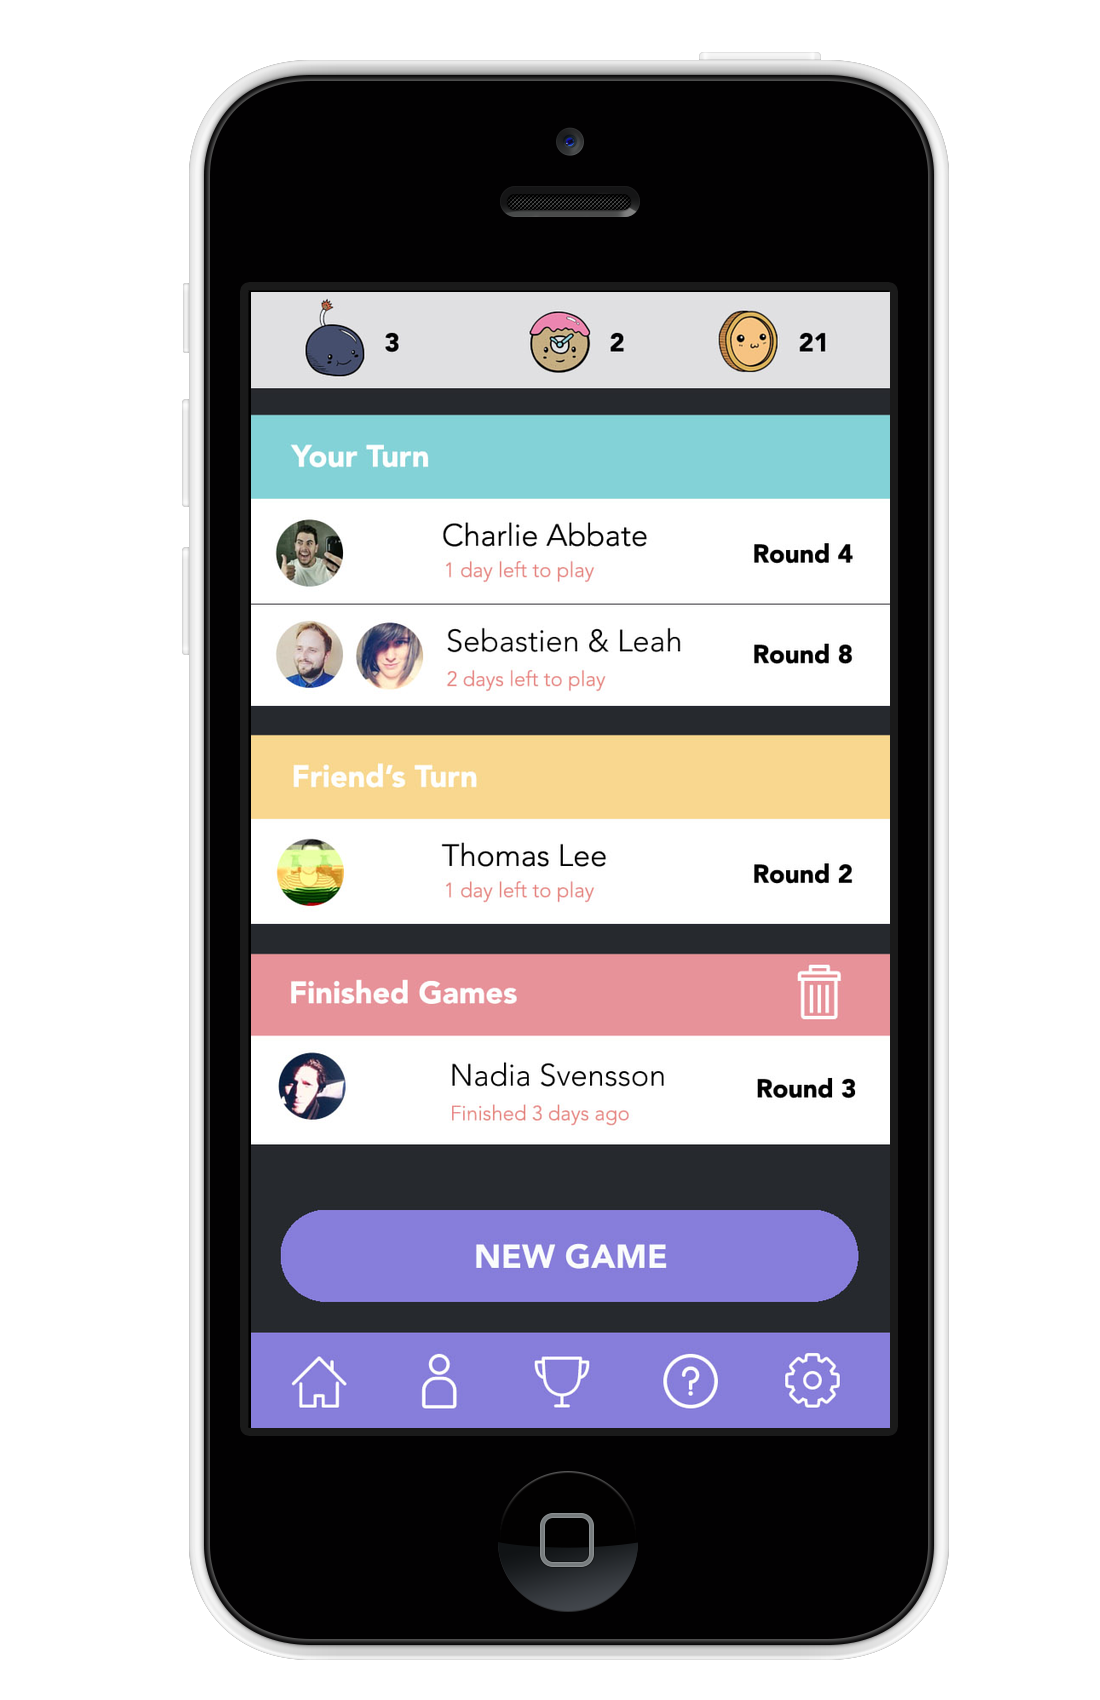 3 2 21
Your Turn
Charlie Abbate
1 day left to play
Round 4
Sebastien & Leah
2 days left to play
Round 8
Friend’s Turn
Thomas Lee
1 day left to play
Round 2
Finished Games
Nadia Svensson
Finished 3 days ago
Round 3
NEW GAME
?